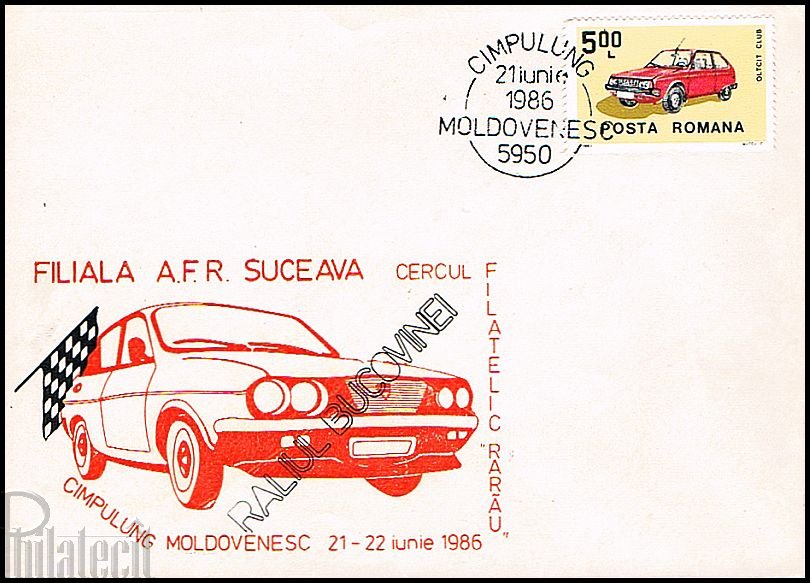 CIMPULUNG
21 iunie
1986
MOLDOVENESC
5950
5.00
L
OLTCIT CLUB
POSTA ROMANA
FILIALA A.F.R. SUCEAVA CERCUL
FILATELIC "RARĂU"
RALIUL BUCOVINEI
CIMPULUNG MOLDOVENESC 21-22 iunie 1986
Philatecit